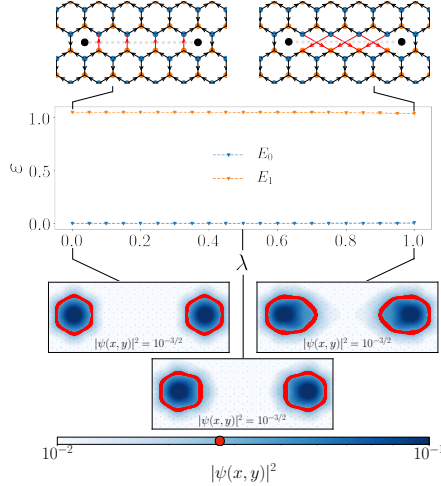 1.0
0.5
0.0
ε
E₀
E₁
0.0 0.2 0.4 0.6 0.8 1.0
λ
|ψ(x, y)|² = 10⁻³/²
|ψ(x, y)|² = 10⁻³/²
|ψ(x, y)|² = 10⁻³/²
10⁻²
|ψ(x, y)|²